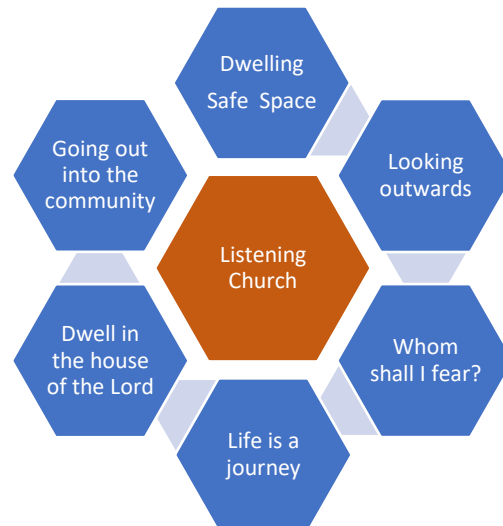 Dwelling
Safe Space
Looking
outwards
Whom
shall I fear?
Life is a
journey
Dwell in
the house
of the Lord
Going out
into the
community
Listening
Church